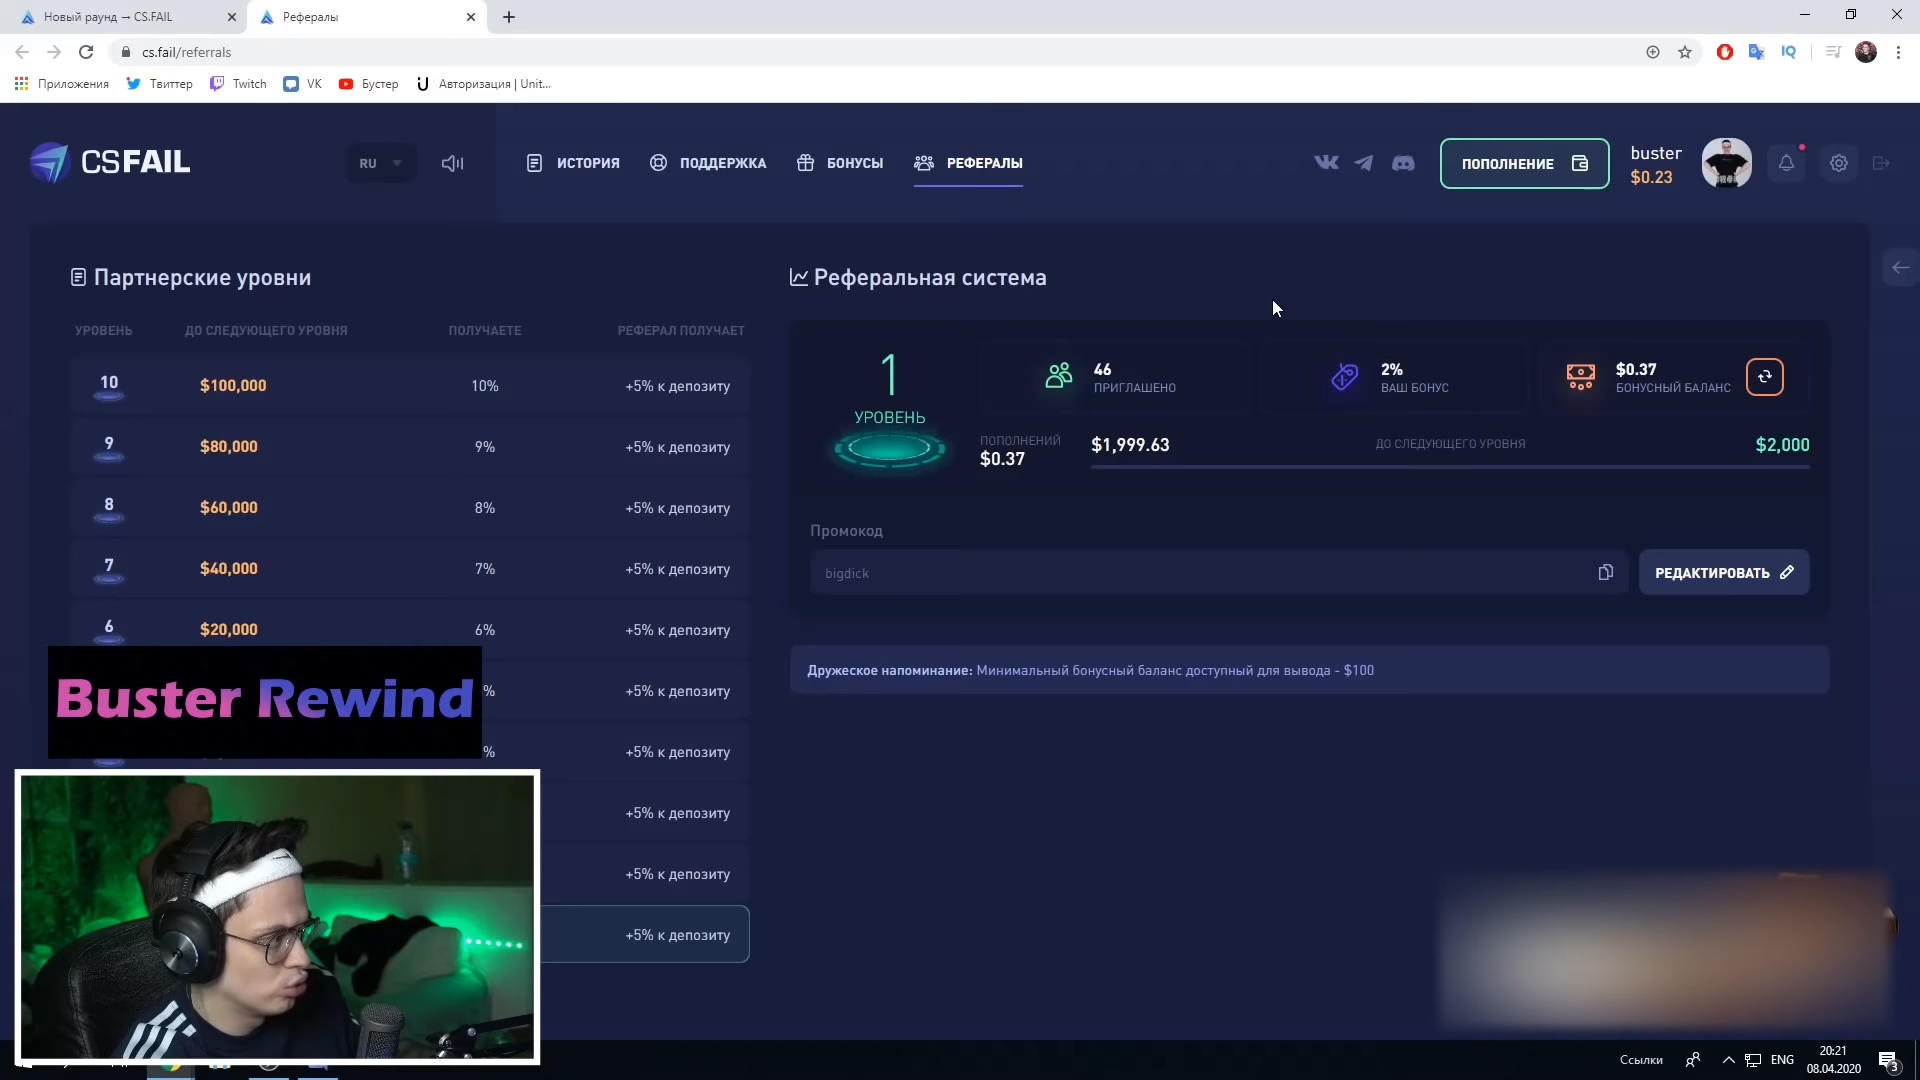 Новый раунд → CS.FAIL
Рефералы
cs.fail/referrals
Приложения
Твиттер
Twitch
VK
Бустер
Авторизация | Unit...
CSFAIL
RU
ИСТОРИЯ
ПОДДЕРЖКА
БОНУСЫ
РЕФЕРАЛЫ
ПОПОЛНЕНИЕ
buster
$0.23
Партнерские уровни
УРОВЕНЬ ДО СЛЕДУЮЩЕГО УРОВНЯ ПОЛУЧАЕТЕ РЕФЕРАЛ ПОЛУЧАЕТ
10 $100,000 10% +5% к депозиту
9 $80,000 9% +5% к депозиту
8 $60,000 8% +5% к депозиту
7 $40,000 7% +5% к депозиту
6 $20,000 6% +5% к депозиту
% +5% к депозиту
% +5% к депозиту
+5% к депозиту
+5% к депозиту
+5% к депозиту
Buster Rewind
Реферальная система
1
УРОВЕНЬ
46
ПРИГЛАШЕНО
2%
ВАШ БОНУС
$0.37
БОНУСНЫЙ БАЛАНС
ПОПОЛНЕНИЙ
$0.37
$1,999.63
ДО СЛЕДУЮЩЕГО УРОВНЯ
$2,000
Промокод
bigdick
РЕДАКТИРОВАТЬ
Дружеское напоминание: Минимальный бонусный баланс доступный для вывода - $100
Ссылки
ENG
20:21
08.04.2020
3